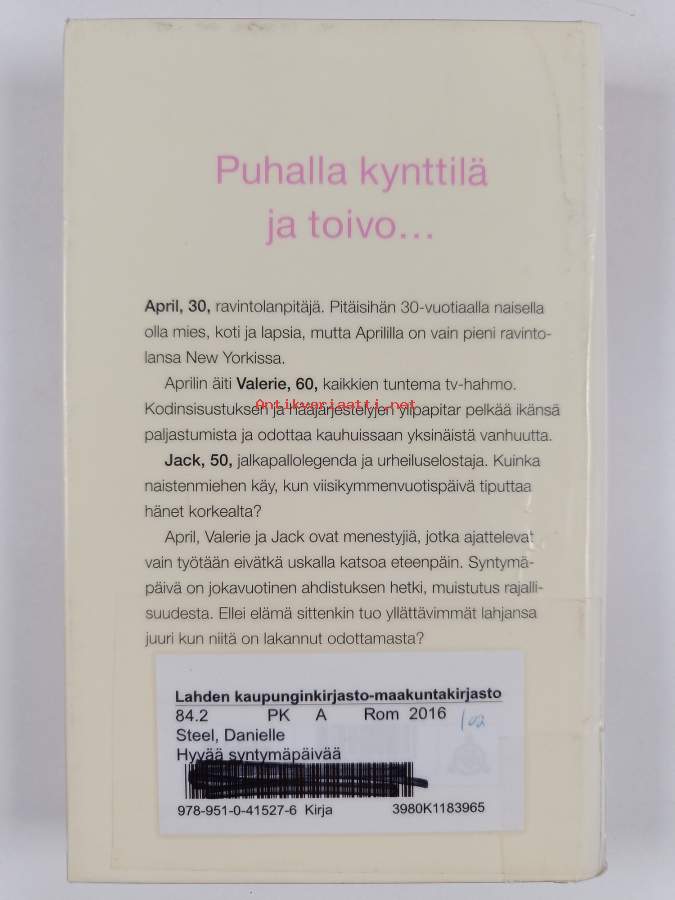 Puhalla kynttilä
ja toivo...
April, 30, ravintolanpitäjä. Pitäisihän 30-vuotiaalla naisella
olla mies, koti ja lapsia, mutta Aprililla on vain pieni ravinto-
lansa New Yorkissa.
Aprilin äiti Valerie, 60, kaikkien tuntema tv-hahmo.
Antikvariaatti.net
Kodinsisustuksen ja hääjärjestelyjen ylipapitar pelkää ikänsä
paljastumista ja odottaa kauhuissaan yksinäistä vanhuutta.
Jack, 50, jalkapallolegenda ja urheiluselostaja. Kuinka
naistenmiehen käy, kun viisikymmenvuotispäivä tiputtaa
hänet korkealta?
April, Valerie ja Jack ovat menestyjiä, jotka ajattelevat
vain työtään eivätkä uskalla katsoa eteenpäin. Syntymä-
päivä on jokavuotinen ahdistuksen hetki, muistutus rajalli-
suudesta. Ellei elämä sittenkin tuo yllättävimmät lahjansa
juuri kun niitä on lakannut odottamasta?
Lahden kaupunginkirjasto-maakuntakirjasto
84.2 PK A Rom 2016
Steel, Danielle
Hyvää syntymäpäivää
978-951-0-41527-6 Kirja 3980K1183965